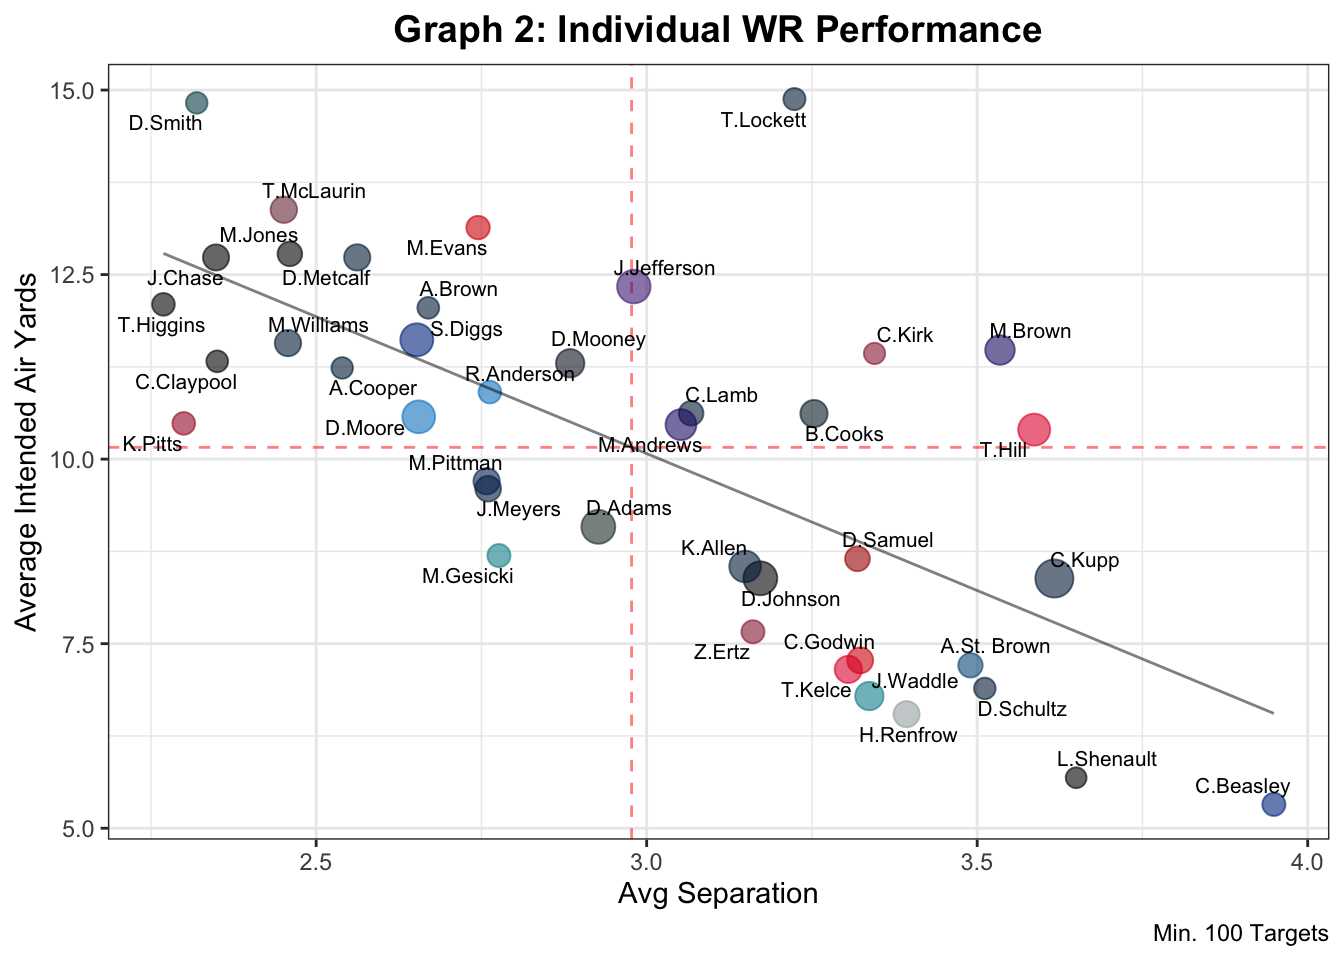 Graph 2: Individual WR Performance
15.0
D.Smith
T.Lockett
T.McLaurin
M.Jones
M.Evans
12.5
J.Chase
D.Metcalf
J.Jefferson
A.Brown
T.Higgins
M.Williams
S.Diggs
D.Mooney
C.Kirk
M.Brown
C.Claypool
A.Cooper
R.Anderson
C.Lamb
D.Moore
B.Cooks
K.Pitts
M.Andrews
T.Hill
10.0
M.Pittman
J.Meyers
D.Adams
K.Allen
D.Samuel
C.Kupp
M.Gesicki
D.Johnson
7.5
Z.Ertz
C.Godwin
A.St. Brown
T.Kelce
J.Waddle
D.Schultz
H.Renfrow
L.Shenault
C.Beasley
5.0
Average Intended Air Yards
2.5
3.0
3.5
4.0
Avg Separation
Min. 100 Targets